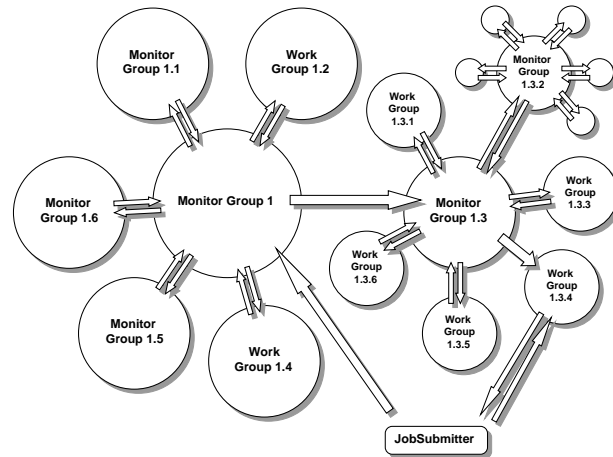 Monitor
Group 1.1
Work
Group 1.2
Monitor
Group
1.3.2
Work
Group
1.3.1
Monitor
Group 1.6
Monitor Group 1
Monitor
Group 1.3
Work
Group
1.3.3
Work
Group
1.3.6
Work
Group
1.3.4
Monitor
Group 1.5
Work
Group 1.4
Work
Group
1.3.5
JobSubmitter